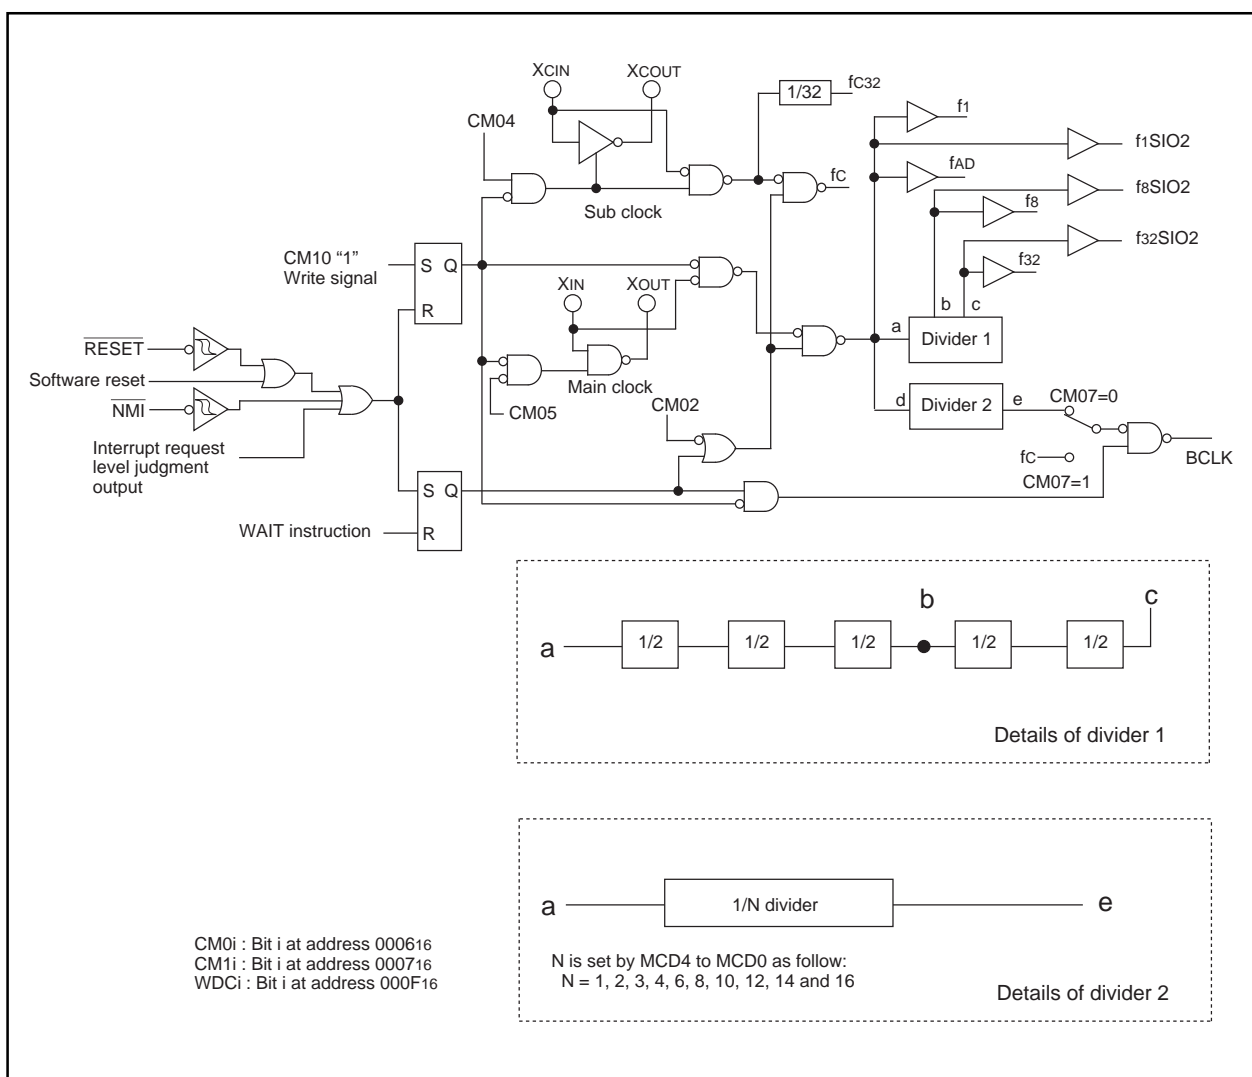 XCIN
XCOUT
1/32
fC32
f1
CM04
f1SIO2
fAD
fC
f8SIO2
Sub clock
f8
f32SIO2
CM10 “1”
Write signal
S Q
R
XIN
XOUT
f32
b c
a
Divider 1
RESET
Software reset
NMI
Main clock
CM05
CM02
d
Divider 2
e
CM07=0
Interrupt request
level judgment
output
fC
CM07=1
BCLK
S Q
R
WAIT instruction
a
1/2
1/2
1/2
b
1/2
1/2
c
Details of divider 1
a
1/N divider
e
CM0i : Bit i at address 000616
CM1i : Bit i at address 000716
WDCi : Bit i at address 000F16
N is set by MCD4 to MCD0 as follow:
N = 1, 2, 3, 4, 6, 8, 10, 12, 14 and 16
Details of divider 2